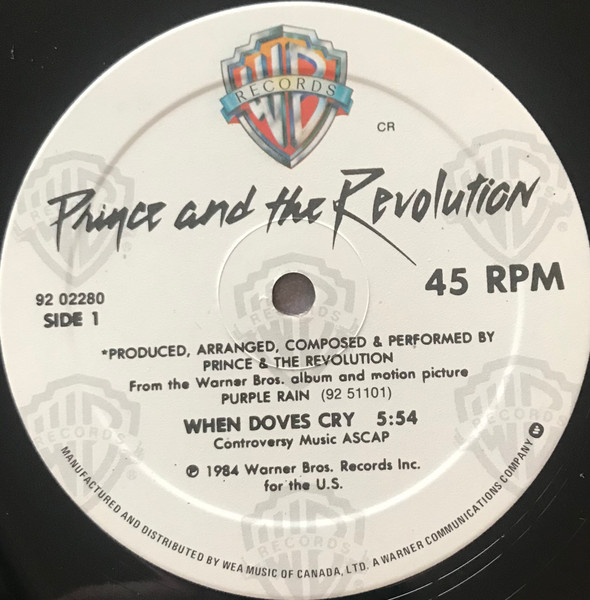 RECORDS
CR
Prince and the Revolution
45 RPM
92 02280
SIDE 1
*PRODUCED, ARRANGED, COMPOSED & PERFORMED BY
PRINCE & THE REVOLUTION
From the Warner Bros. album and motion picture
PURPLE RAIN (92 51101)
WHEN DOVES CRY 5:54
Controversy Music ASCAP
℗ 1984 Warner Bros. Records Inc.
for the U.S.
MANUFACTURED AND DISTRIBUTED BY WEA MUSIC OF CANADA, LTD. A WARNER COMMUNICATIONS COMPANY